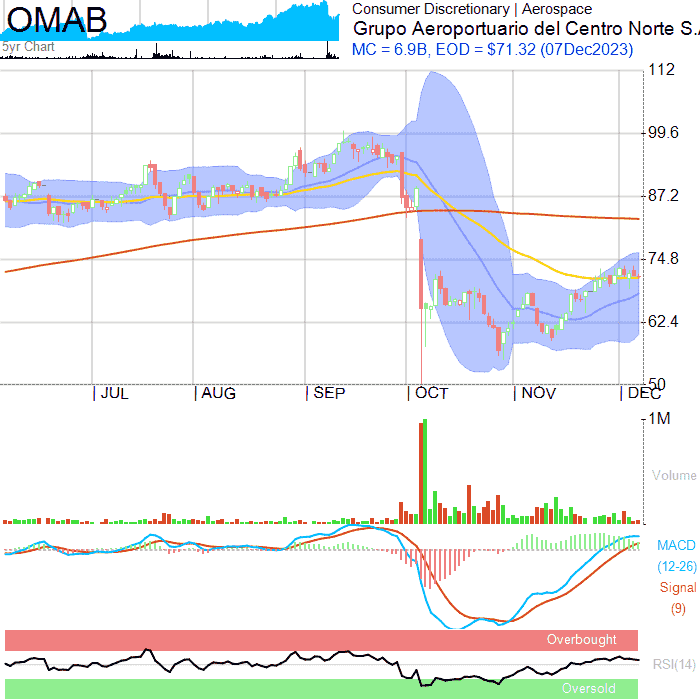 OMAB
5yr Chart
Consumer Discretionary | Aerospace
Grupo Aeroportuario del Centro Norte S.A
MC = 6.9B, EOD = $71.32 (07Dec2023)
112
99.6
87.2
74.8
62.4
50
JUL AUG SEP OCT NOV DEC
1M
Volume
MACD
(12-26)
Signal
(9)
Overbought
RSI(14)
Oversold